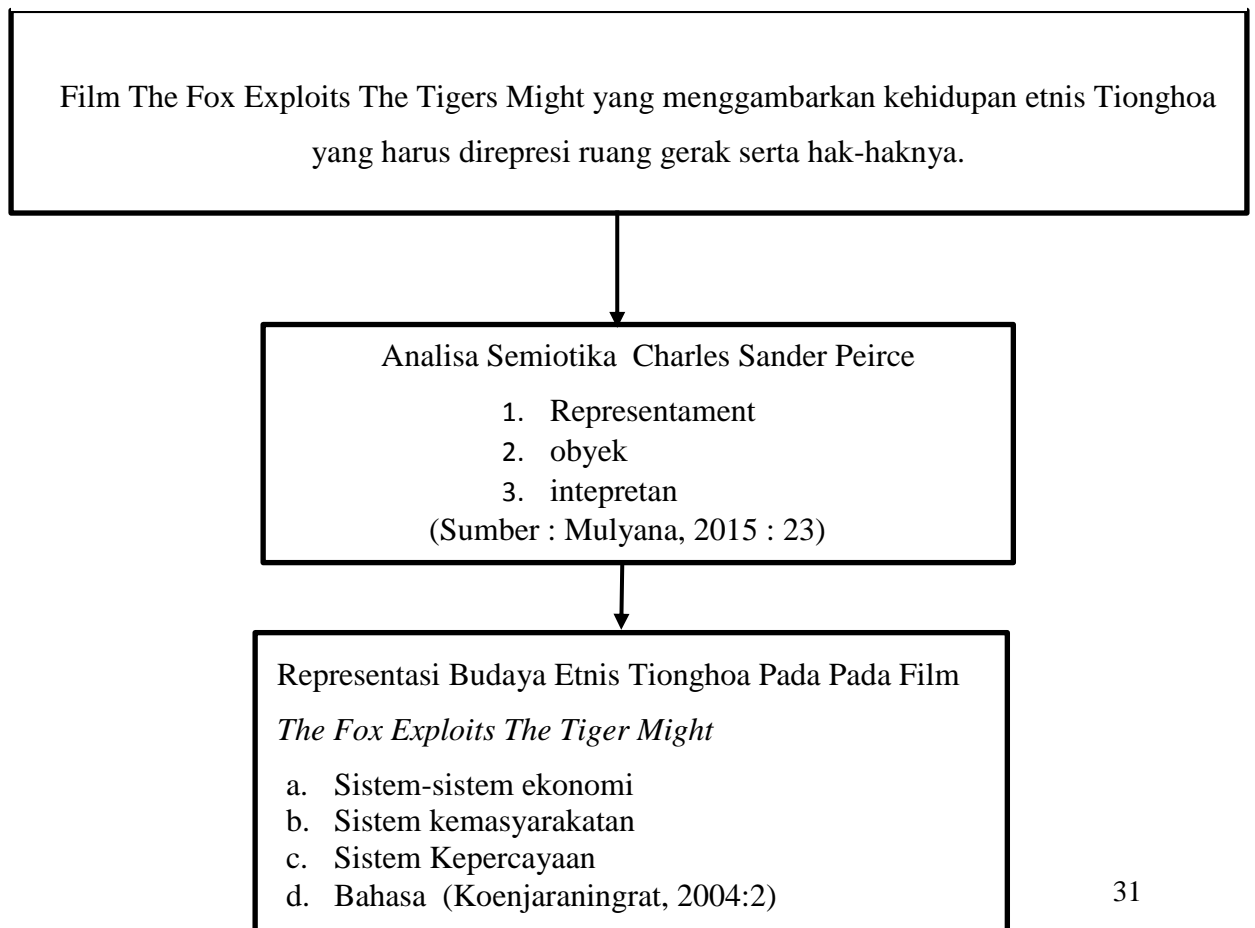 Film The Fox Exploits The Tigers Might yang menggambarkan kehidupan etnis Tionghoa
yang harus direpresi ruang gerak serta hak-haknya.
Analisa Semiotika Charles Sander Peirce
1. Representament
2. obyek
3. intepretan
(Sumber : Mulyana, 2015 : 23)
Representasi Budaya Etnis Tionghoa Pada Pada Film
The Fox Exploits The Tiger Might
a. Sistem-sistem ekonomi
b. Sistem kemasyarakatan
c. Sistem Kepercayaan
d. Bahasa (Koenjaraningrat, 2004:2)
31